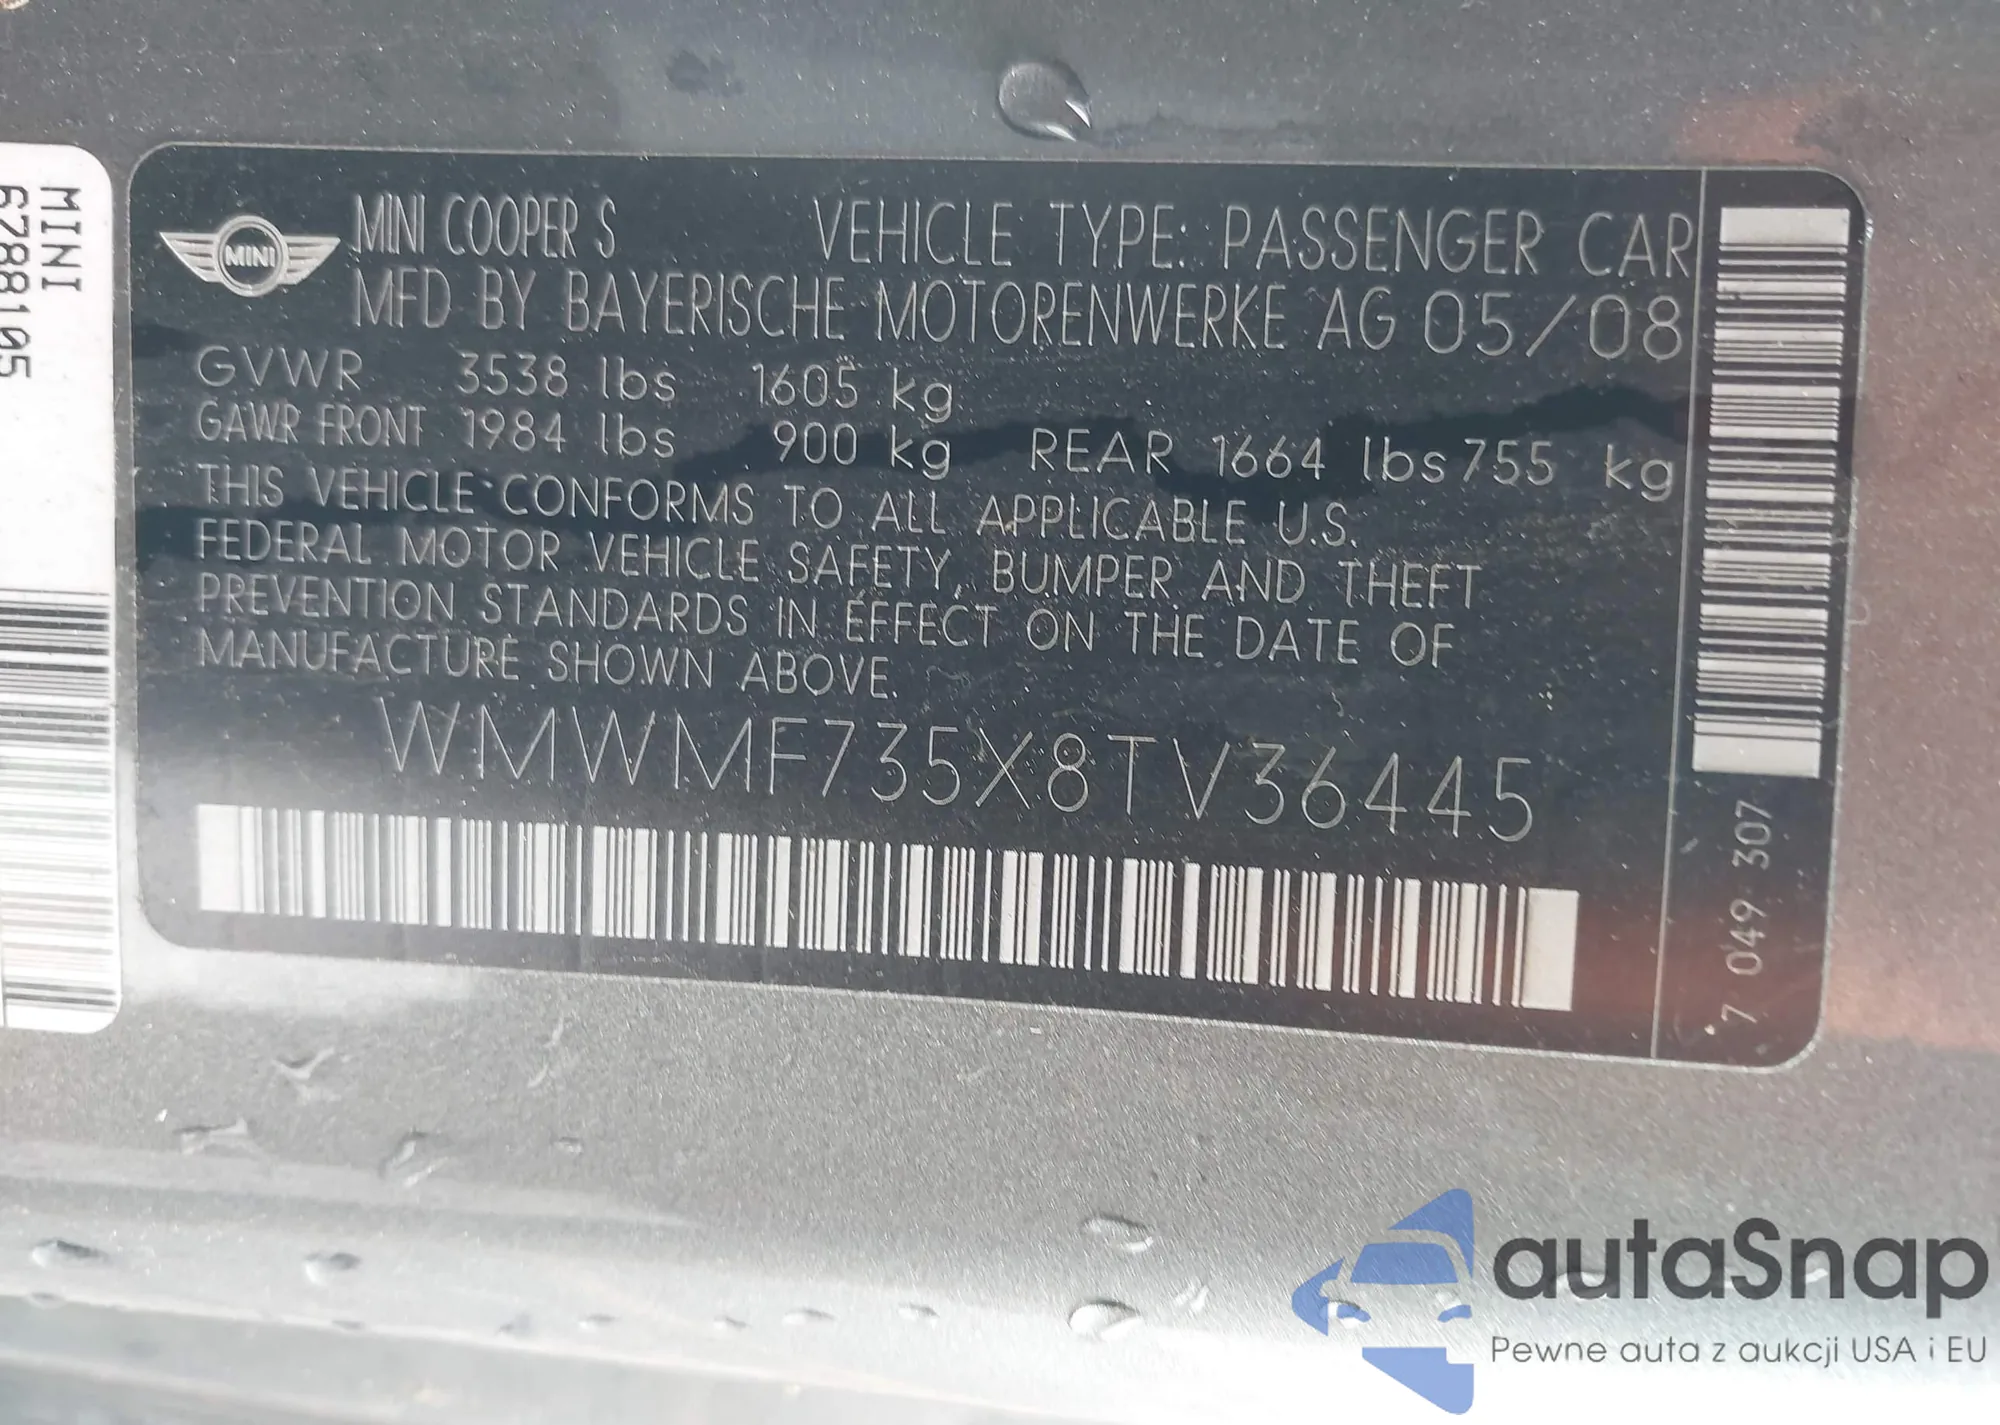 MINI
6788105
MINI
MINI COOPER S VEHICLE TYPE: PASSENGER CAR
MFD BY BAYERISCHE MOTORENWERKE AG 05/08
GVWR 3538 lbs 1605 kg
GAWR FRONT 1984 lbs 900 kg REAR 1664 lbs 755 kg
THIS VEHICLE CONFORMS TO ALL APPLICABLE U.S.
FEDERAL MOTOR VEHICLE SAFETY, BUMPER AND THEFT
PREVENTION STANDARDS IN EFFECT ON THE DATE OF
MANUFACTURE SHOWN ABOVE.
WMWMF735X8TV36445
7 049 307
autaSnap
Pewne auta z aukcji USA i EU